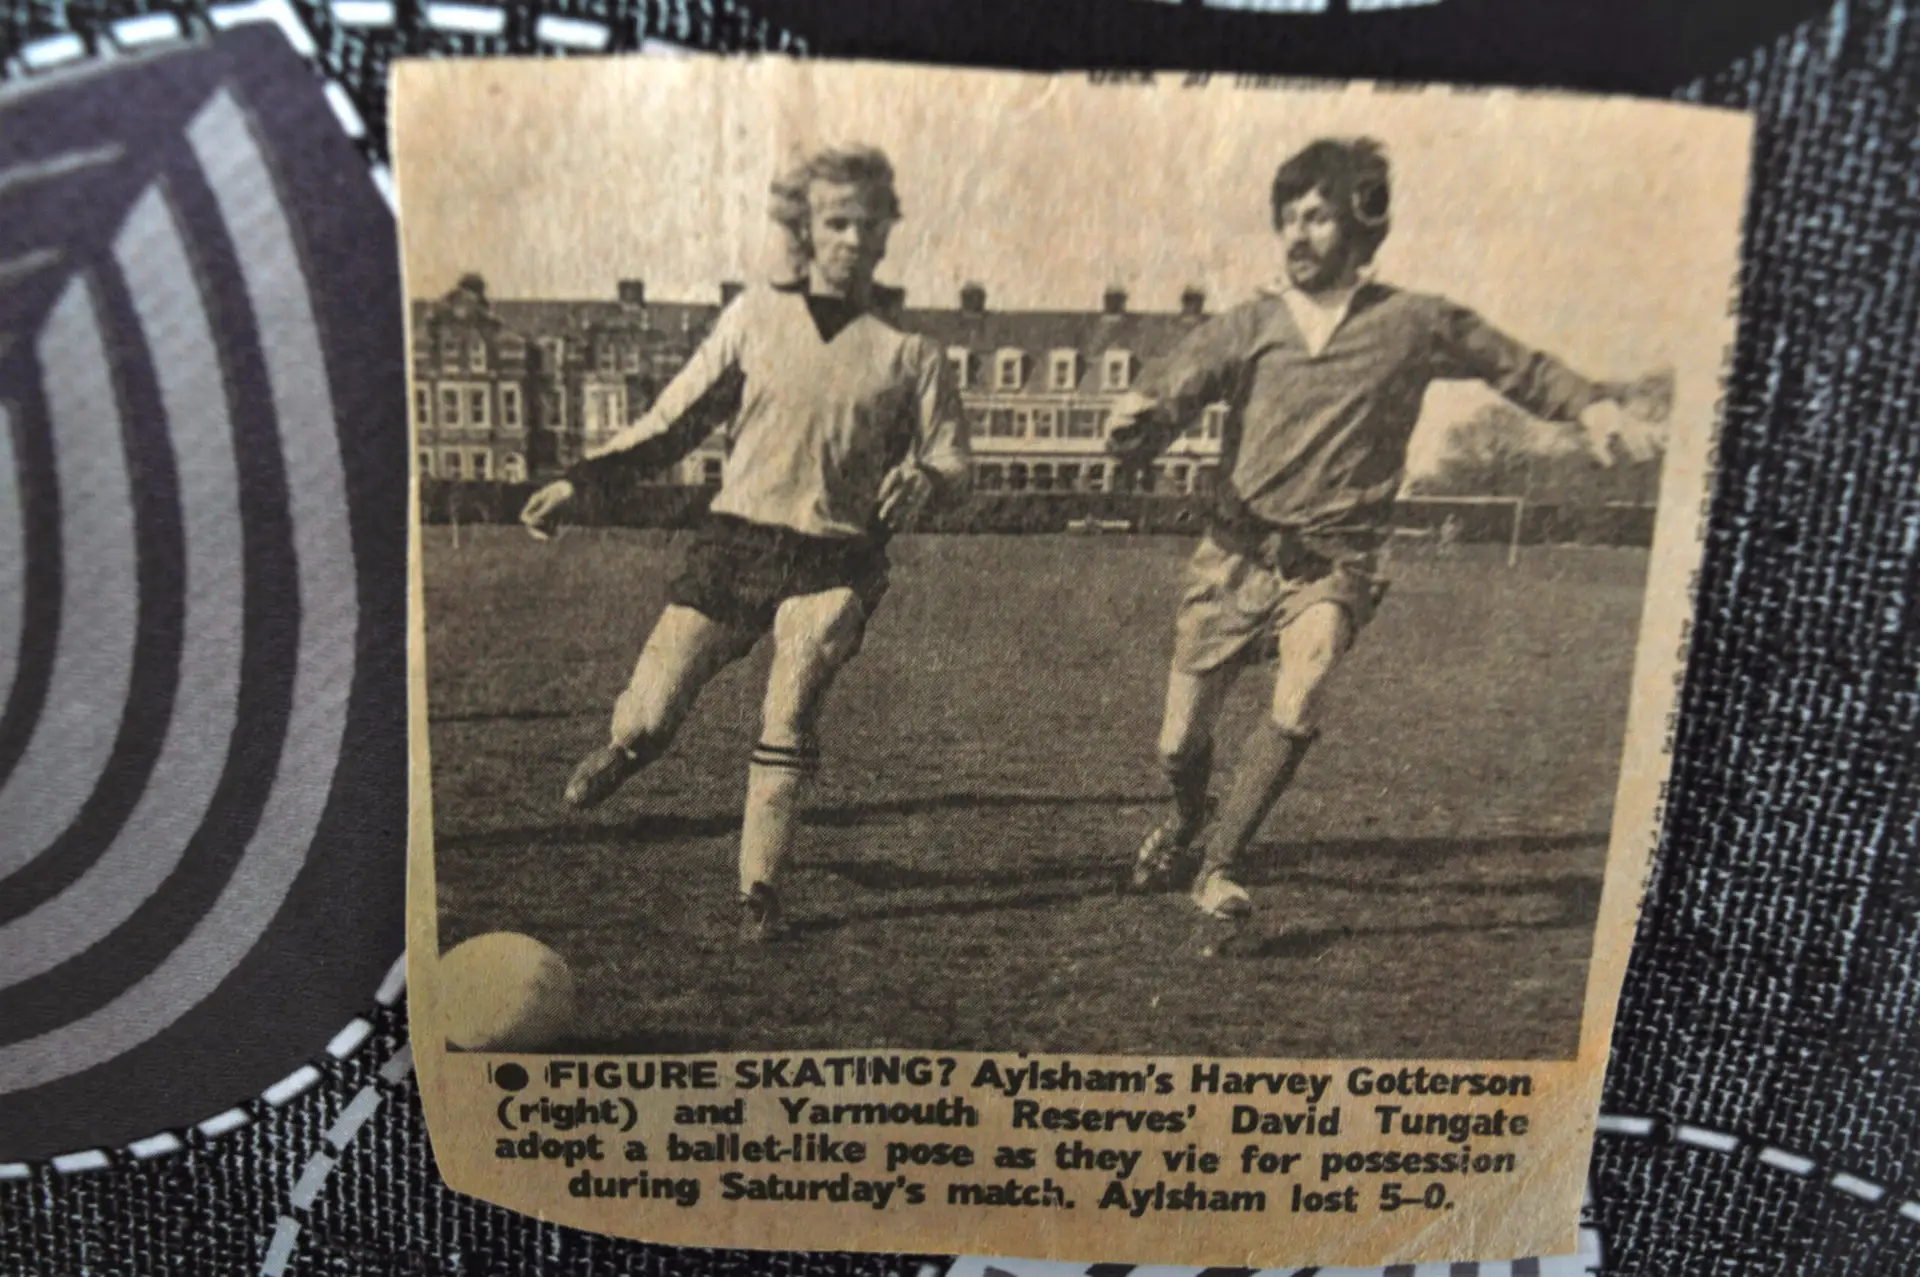 ● FIGURE SKATING? Aylsham's Harvey Gotterson
(right) and Yarmouth Reserves' David Tungate
adopt a ballet-like pose as they vie for possession
during Saturday's match. Aylsham lost 5–0.